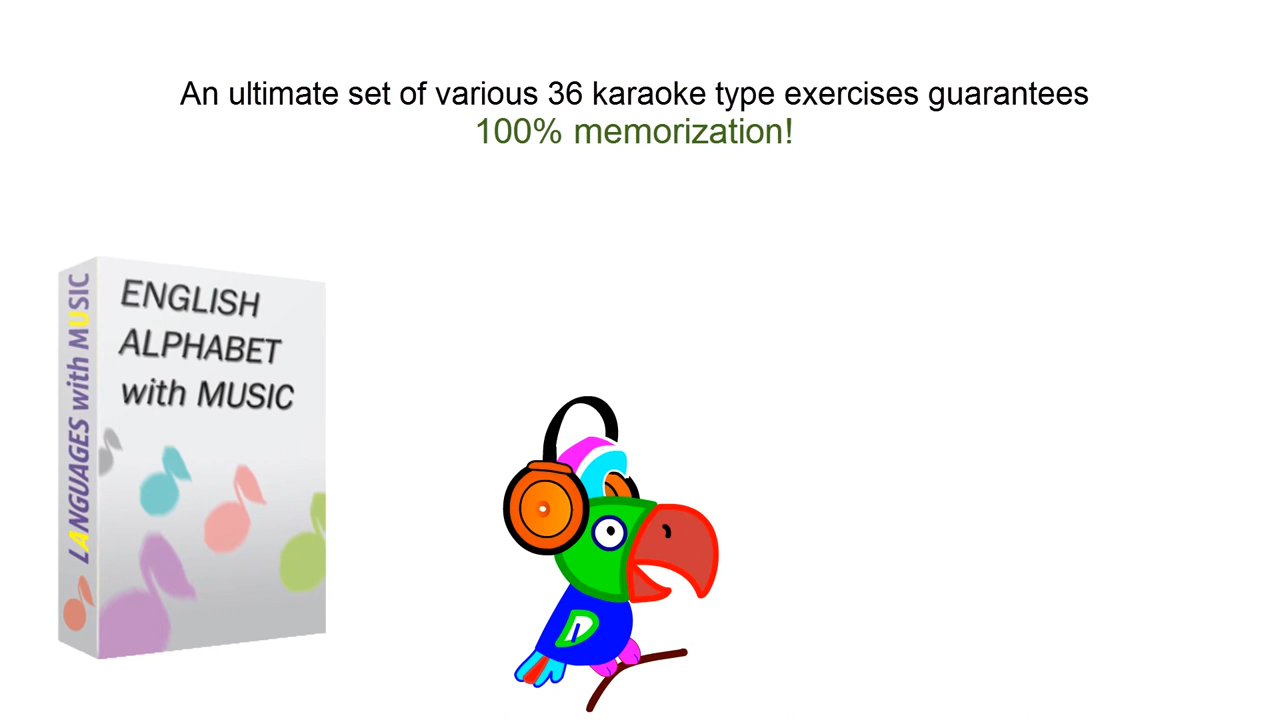 An ultimate set of various 36 karaoke type exercises guarantees
100% memorization!
LANGUAGES with MUSIC
ENGLISH
ALPHABET
with MUSIC